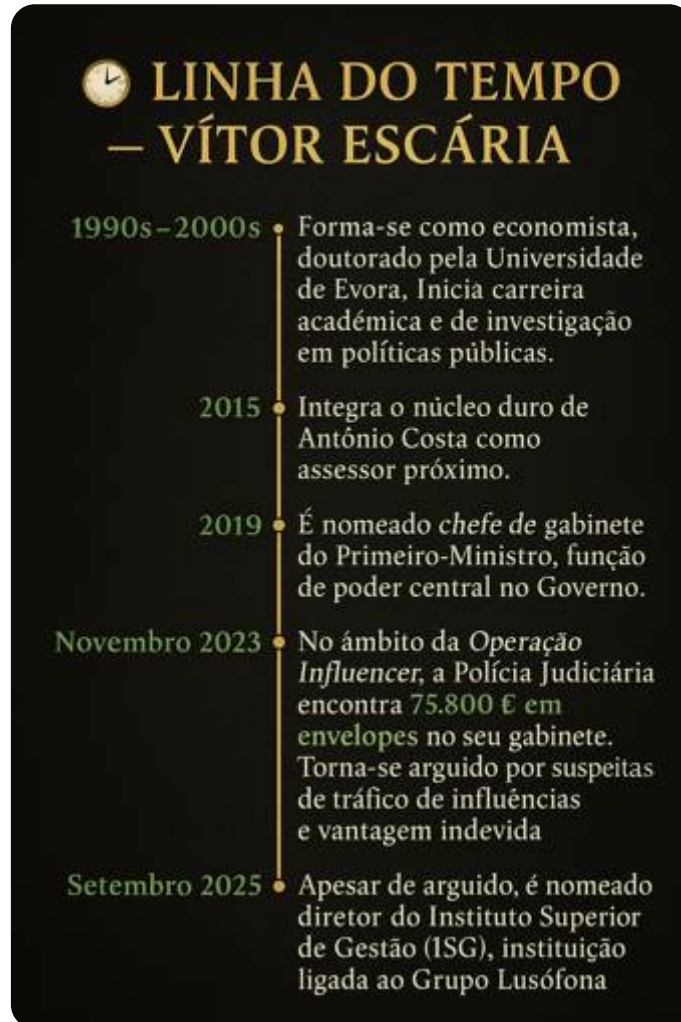 LINHA DO TEMPO
— VÍTOR ESCÁRIA
1990s–2000s
Forma-se como economista,
doutorado pela Universidade
de Evora, Inicia carreira
académica e de investigação
em políticas públicas.
2015
Integra o núcleo duro de
António Costa como
assessor próximo.
2019
É nomeado chefe de gabinete
do Primeiro-Ministro, função
de poder central no Governo.
Novembro 2023
No ámbito da Operação
Influencer, a Polícia Judiciária
encontra 75.800 € em
envelopes no seu gabinete.
Torna-se arguido por suspeitas
de tráfico de influências
e vantagem indevida
Setembro 2025
Apesar de arguido, é nomeado
diretor do Instituto Superior
de Gestão (ISG), instituição
ligada ao Grupo Lusófona